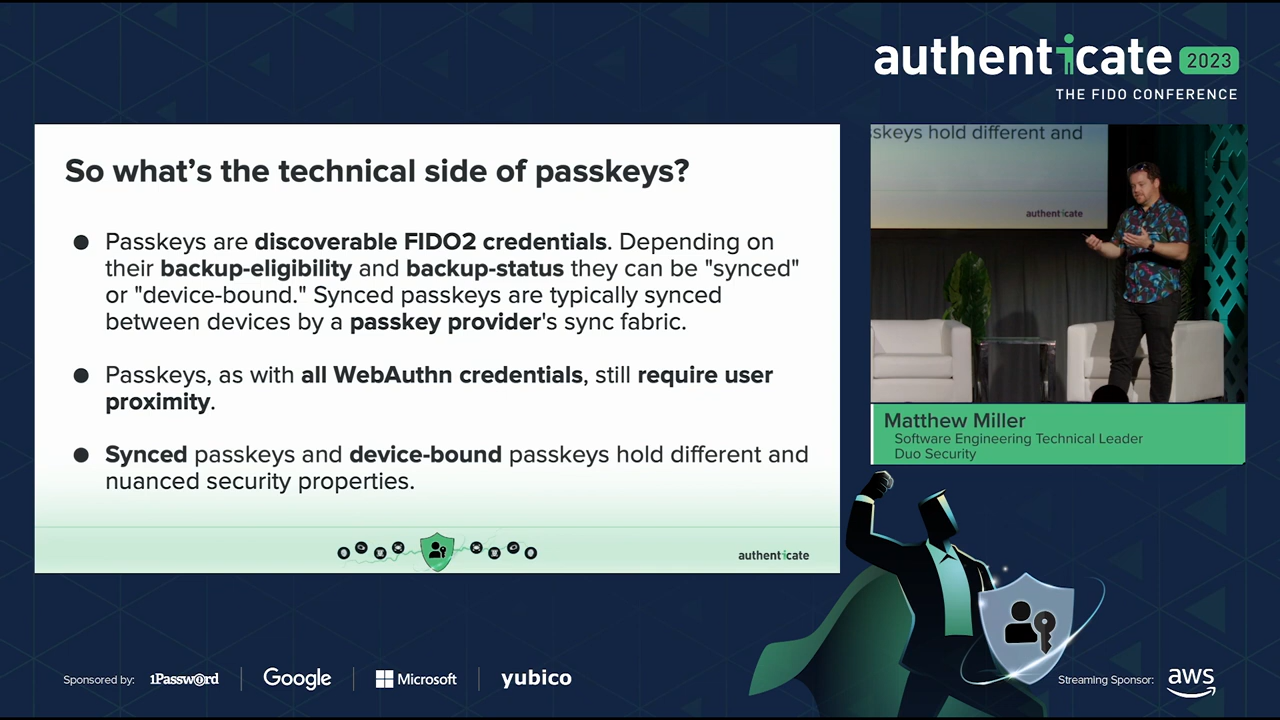 authenticate 2023
THE FIDO CONFERENCE
So what's the technical side of passkeys?
● Passkeys are discoverable FIDO2 credentials. Depending on
their backup-eligibility and backup-status they can be "synced"
or "device-bound." Synced passkeys are typically synced
between devices by a passkey provider's sync fabric.
● Passkeys, as with all WebAuthn credentials, still require user
proximity.
● Synced passkeys and device-bound passkeys hold different and
nuanced security properties.
authenticate
sskeys hold different and
authenticate
Matthew Miller
Software Engineering Technical Leader
Duo Security
Sponsored by: 1Password Google Microsoft yubico
Streaming Sponsor: aws